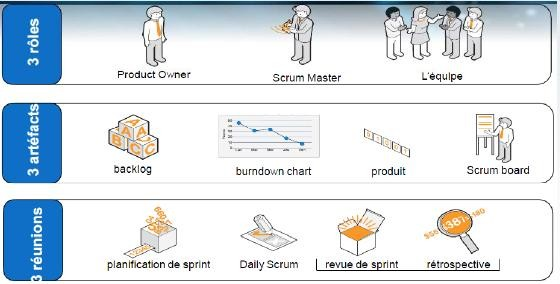 3 rôles
Product Owner
Scrum Master
L'équipe
3 artéfacts
A
A
A
B
C
C
backlog
burndown chart
produit
Scrum board
3 réunions
planification de sprint
Daily Scrum
revue de sprint
rétrospective